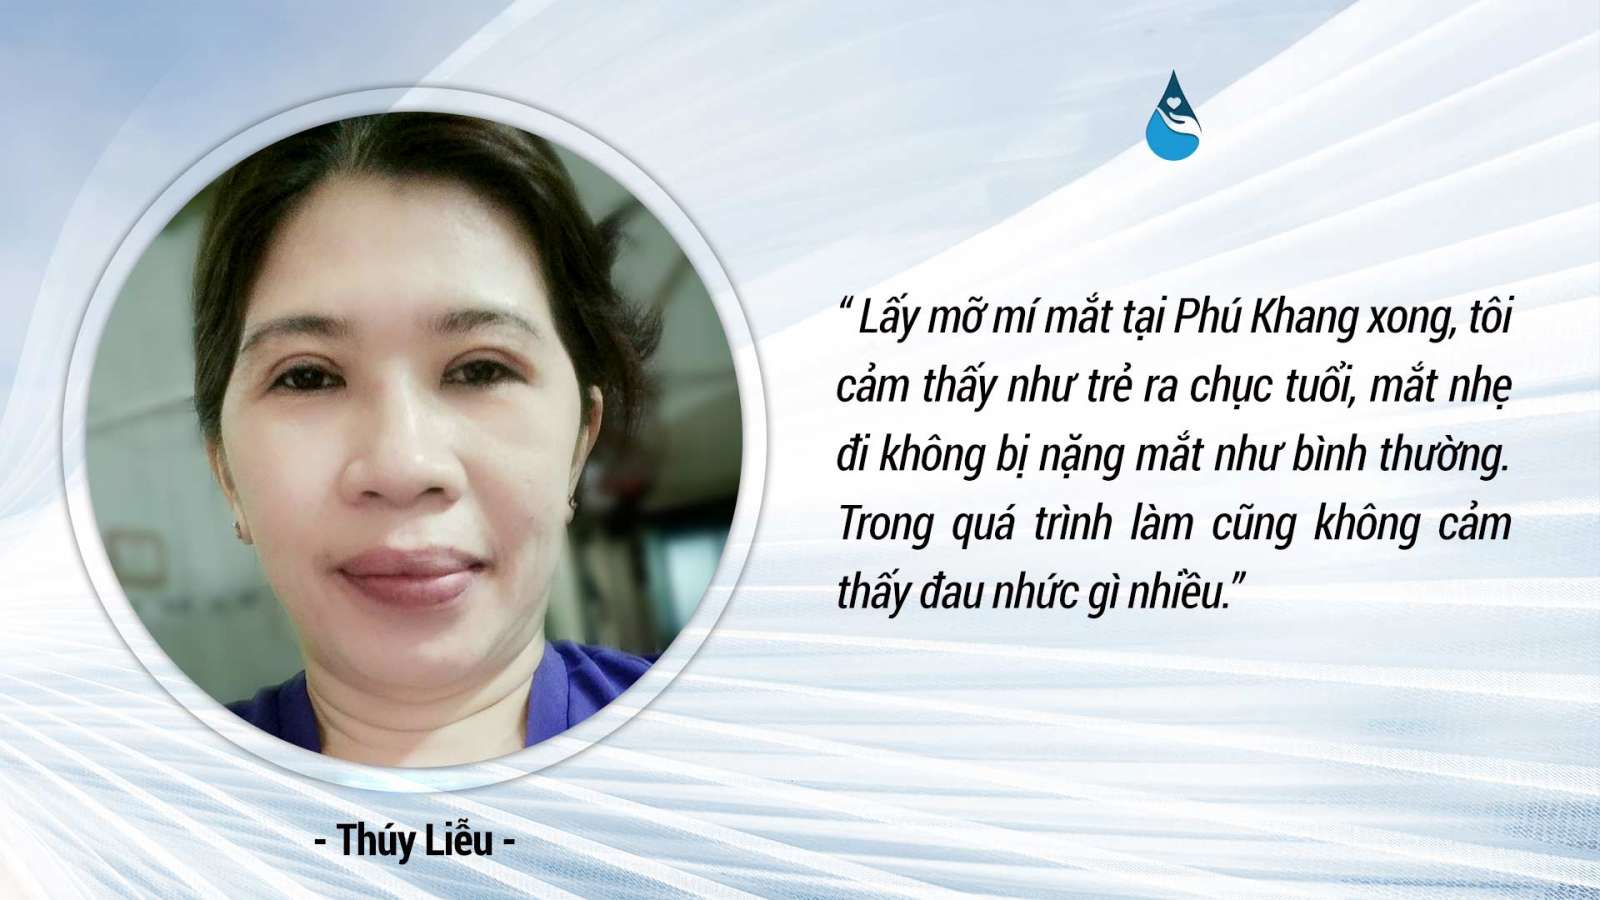 “ Lấy mỡ mí mắt tại Phú Khang xong, tôi
cảm thấy như trẻ ra chục tuổi, mắt nhẹ
đi không bị nặng mắt như bình thường.
Trong quá trình làm cũng không cảm
thấy đau nhức gì nhiều.”
- Thúy Liễu -